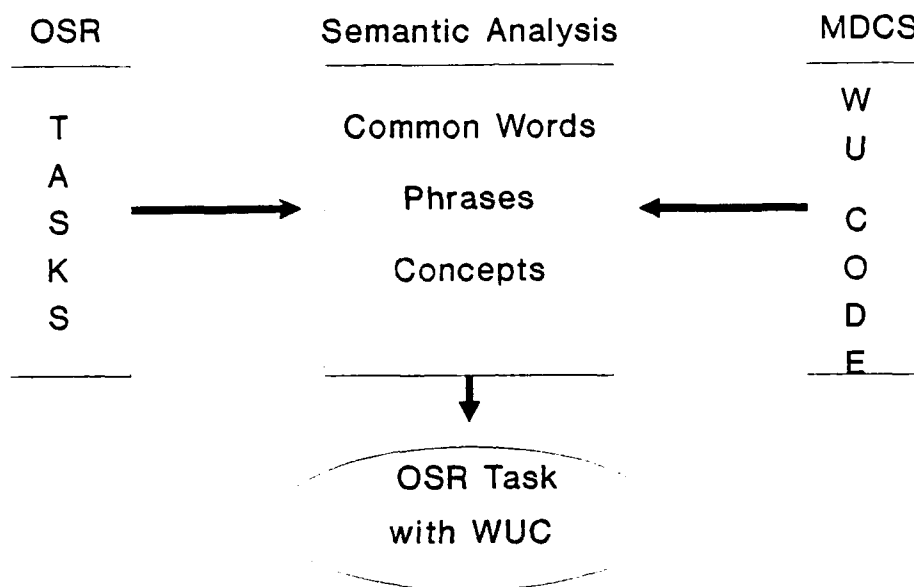 OSR
T
A
S
K
S
Semantic Analysis
Common Words
Phrases
Concepts
MDCS
W
U
C
O
D
E
OSR Task
with WUC